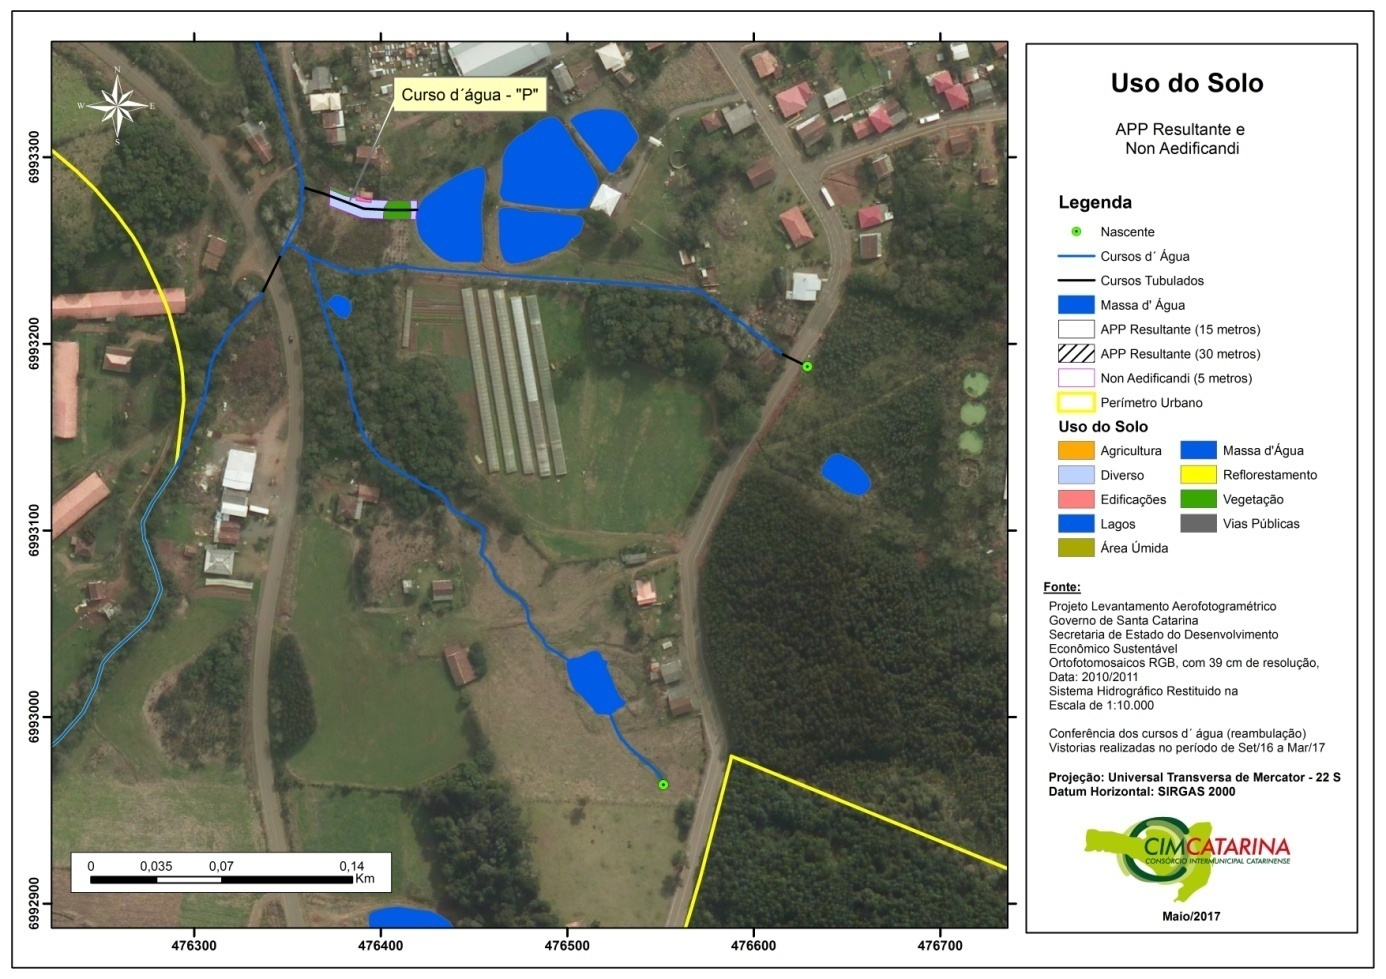 Curso d´água - "P"
N
W
E
S
6993300
6993200
6993100
6993000
6992900
476300
476400
476500
476600
476700
0
0,035
0,07
0,14
Km
Uso do Solo
APP Resultante e
Non Aedificandi
Legenda
Nascente
Cursos d´ Água
Cursos Tubulados
Massa d' Água
APP Resultante (15 metros)
APP Resultante (30 metros)
Non Aedificandi (5 metros)
Perímetro Urbano
Uso do Solo
Agricultura
Massa d'Água
Diverso
Reflorestamento
Edificações
Vegetação
Lagos
Vias Públicas
Área Úmida
Fonte:
Projeto Levantamento Aerofotogramétrico
Governo de Santa Catarina
Secretaria de Estado do Desenvolvimento
Econômico Sustentável
Ortofotomosaicos RGB, com 39 cm de resolução,
Data: 2010/2011
Sistema Hidrográfico Restituido na
Escala de 1:10.000
Conferência dos cursos d´ água (reambulação)
Vistorias realizadas no período de Set/16 a Mar/17
Projeção: Universal Transversa de Mercator - 22 S
Datum Horizontal: SIRGAS 2000
CIMCATARINA
CONSÓRCIO INTERMUNICIPAL CATARINENSE
Maio/2017